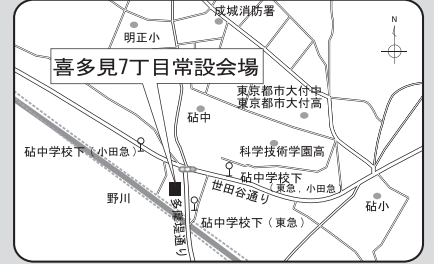 成城消防署
N
明正小
喜多見7丁目常設会場
東京都市大付中
東京都市大付高
砧中
砧中学校下(小田急)
科学技術学園高
砧中学校下
(東急,小田急)
世田谷通り
野川
多摩堤通り
砧中学校下(東急)
砧小